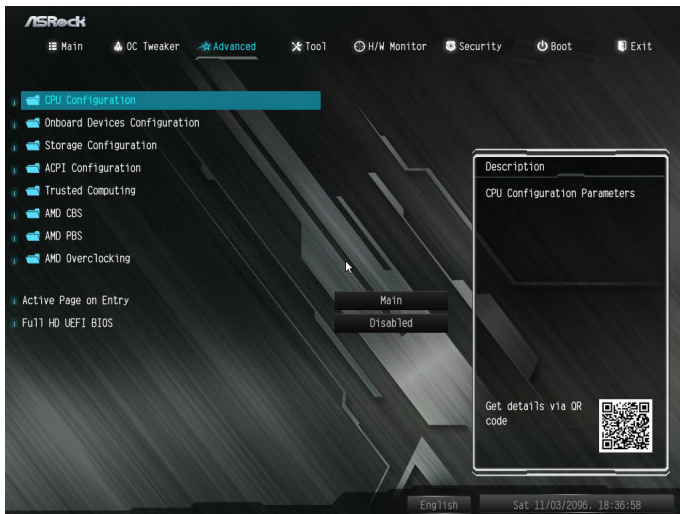 ASRock
Main OC Tweaker Advanced Tool H/W Monitor Security Boot Exit
CPU Configuration
Onboard Devices Configuration
Storage Configuration
ACPI Configuration
Trusted Computing
AMD CBS
AMD PBS
AMD Overclocking
Active Page on Entry Main
Full HD UEFI BIOS Disabled
Description
CPU Configuration Parameters
Get details via QR
code
English Sat 11/03/2096, 18:36:58